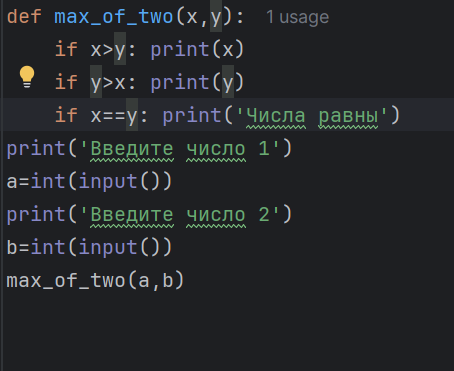 def max_of_two(x,y): 1 usage
    if x>y: print(x)
    if y>x: print(y)
    if x==y: print('Числа равны')
print('Введите число 1')
a=int(input())
print('Введите число 2')
b=int(input())
max_of_two(a,b)